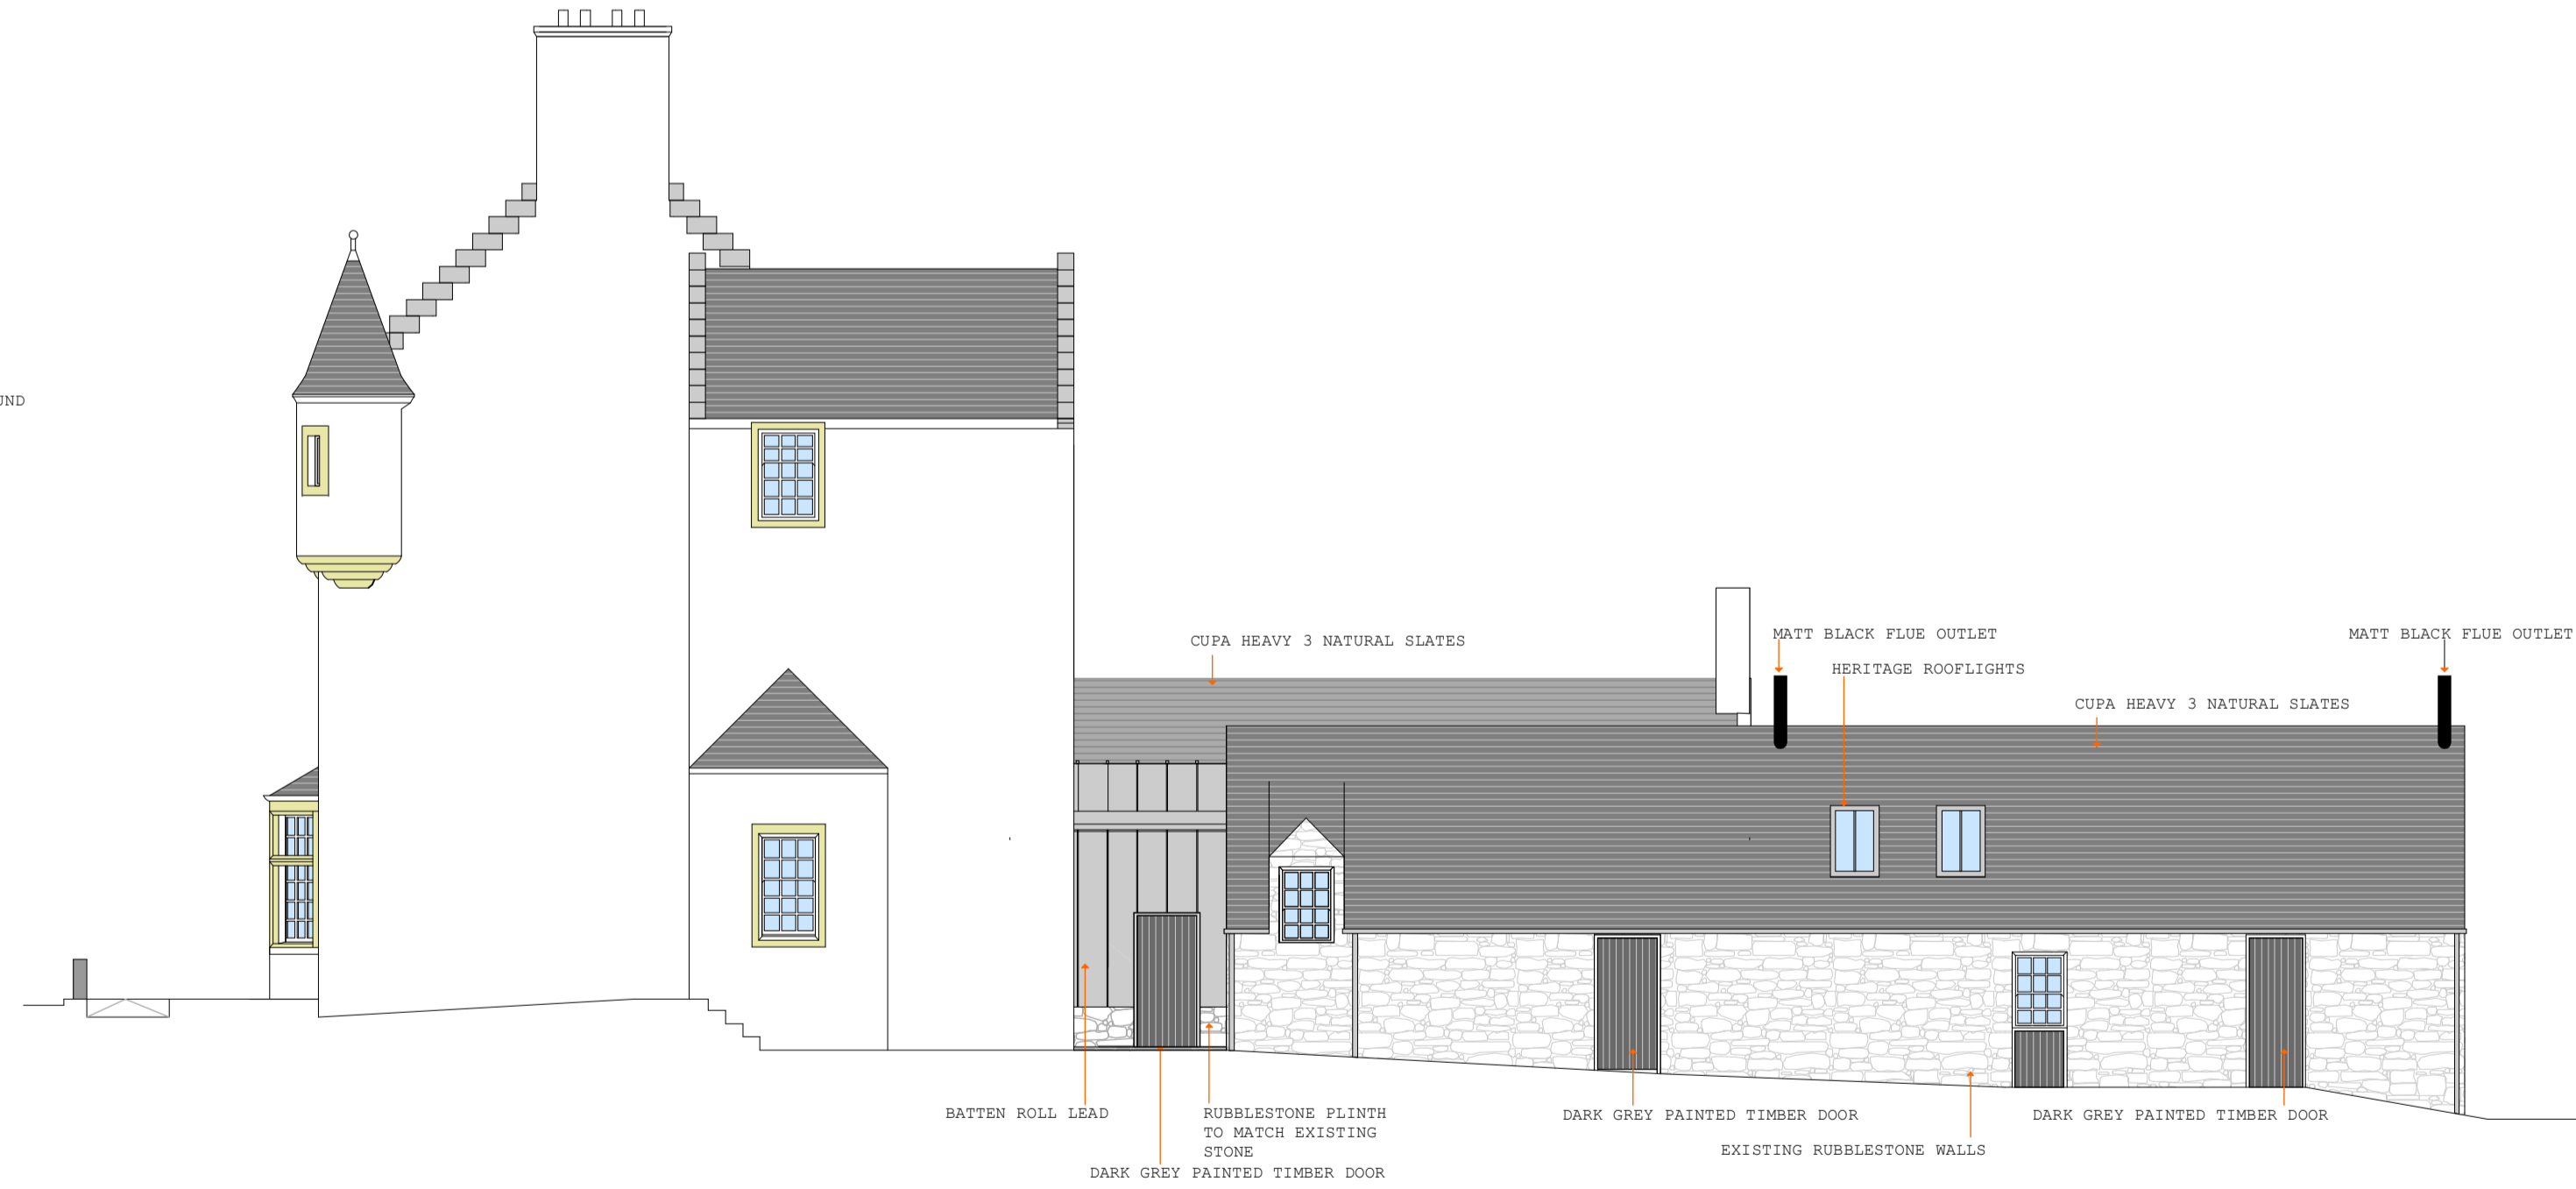 UND
CUPA HEAVY 3 NATURAL SLATES
MATT BLACK FLUE OUTLET
MATT BLACK FLUE OUTLET
HERITAGE ROOFLIGHTS
CUPA HEAVY 3 NATURAL SLATES
BATTEN ROLL LEAD
RUBBLESTONE PLINTH
TO MATCH EXISTING
STONE
DARK GREY PAINTED TIMBER DOOR
DARK GREY PAINTED TIMBER DOOR
EXISTING RUBBLESTONE WALLS
DARK GREY PAINTED TIMBER DOOR